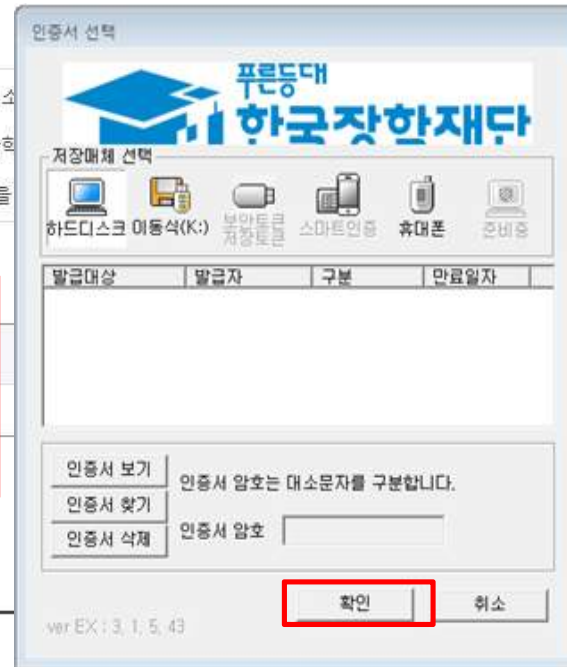 인증서 선택
푸른등대
한국장학재단
저장매체 선택
하드디스크 이동식(K:) 보안토큰 저장토큰 스마트인증 휴대폰 준비중
발급대상 발급자 구분 만료일자
인증서 보기
인증서 암호는 대소문자를 구분합니다.
인증서 찾기
인증서 암호
인증서 삭제
확인 취소
ver EX : 3, 1, 5, 43